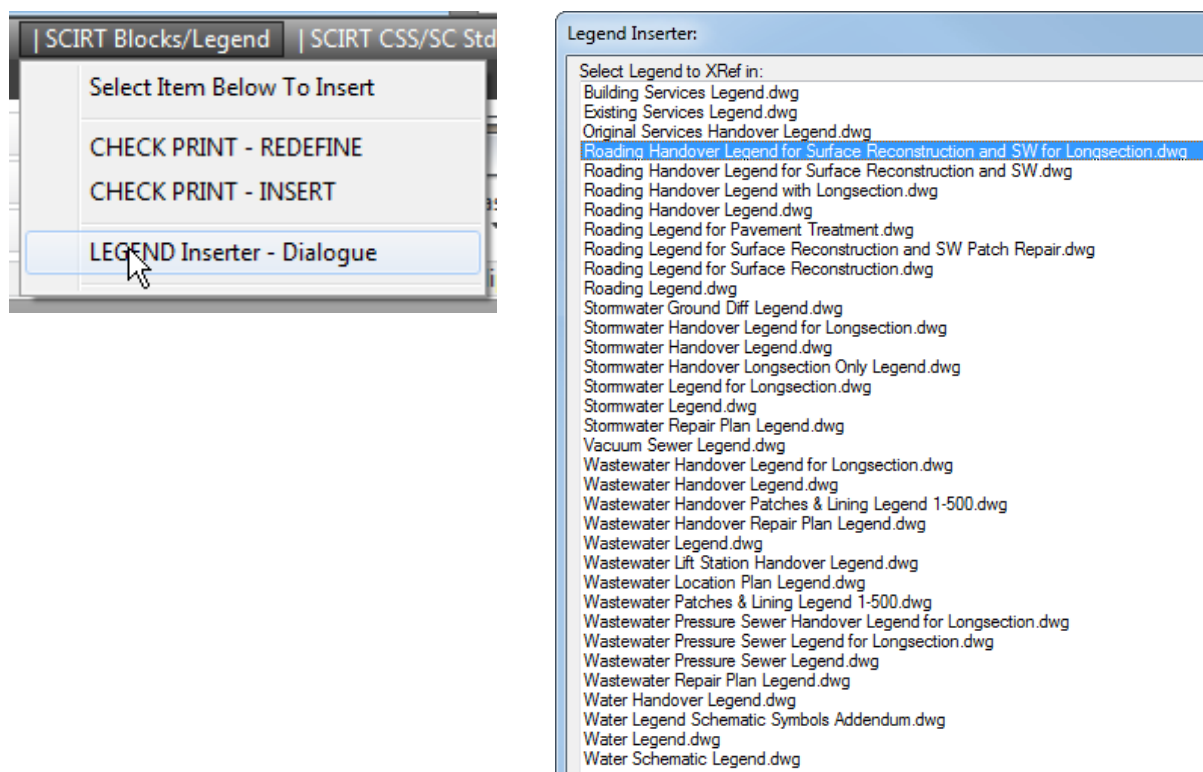 | SCIRT Blocks/Legend | SCIRT CSS/SC Std
Select Item Below To Insert
CHECK PRINT - REDEFINE
CHECK PRINT - INSERT
LEGEND Inserter - Dialogue
Legend Inserter:
Select Legend to XRef in:
Building Services Legend.dwg
Existing Services Legend.dwg
Original Services Handover Legend.dwg
Roading Handover Legend for Surface Reconstruction and SW for Longsection.dwg
Roading Handover Legend for Surface Reconstruction and SW.dwg
Roading Handover Legend with Longsection.dwg
Roading Handover Legend.dwg
Roading Legend for Pavement Treatment.dwg
Roading Legend for Surface Reconstruction and SW Patch Repair.dwg
Roading Legend for Surface Reconstruction.dwg
Roading Legend.dwg
Stormwater Ground Diff Legend.dwg
Stormwater Handover Legend for Longsection.dwg
Stormwater Handover Legend.dwg
Stormwater Handover Longsection Only Legend.dwg
Stormwater Legend for Longsection.dwg
Stormwater Legend.dwg
Stormwater Repair Plan Legend.dwg
Vacuum Sewer Legend.dwg
Wastewater Handover Legend for Longsection.dwg
Wastewater Handover Legend.dwg
Wastewater Handover Patches & Lining Legend 1-500.dwg
Wastewater Handover Repair Plan Legend.dwg
Wastewater Legend.dwg
Wastewater Lift Station Handover Legend.dwg
Wastewater Location Plan Legend.dwg
Wastewater Patches & Lining Legend 1-500.dwg
Wastewater Pressure Sewer Handover Legend for Longsection.dwg
Wastewater Pressure Sewer Legend for Longsection.dwg
Wastewater Pressure Sewer Legend.dwg
Wastewater Repair Plan Legend.dwg
Water Handover Legend.dwg
Water Legend Schematic Symbols Addendum.dwg
Water Legend.dwg
Water Schematic Legend.dwg